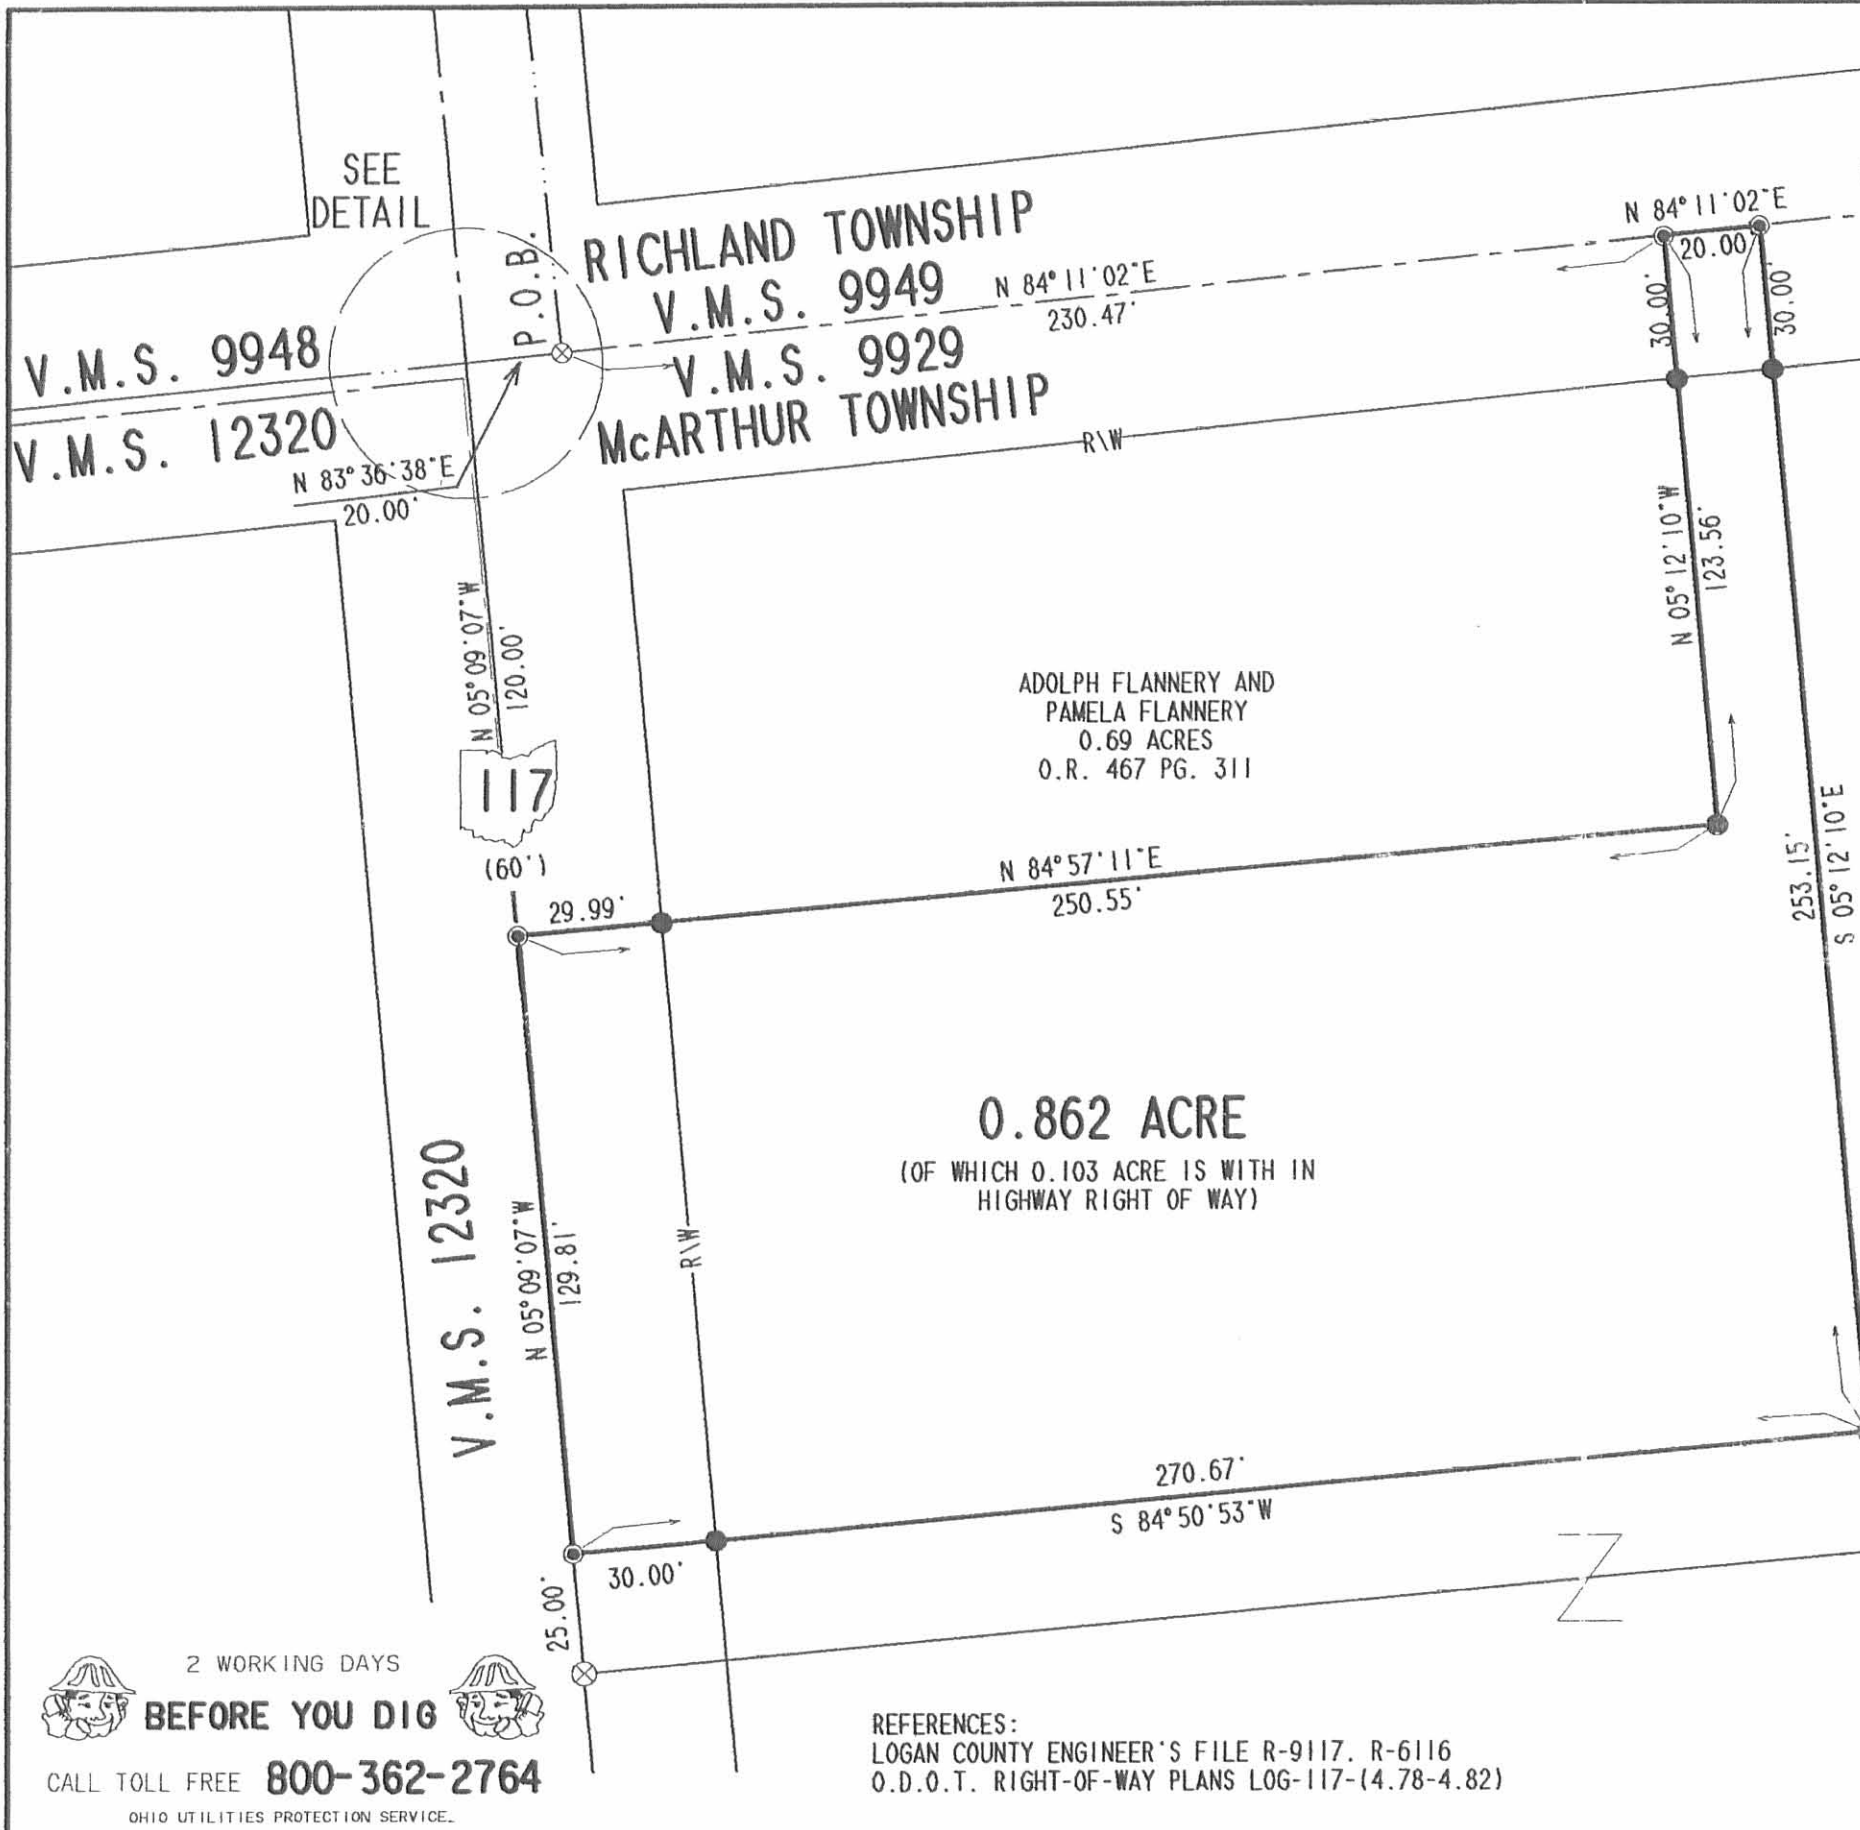 SEE
DETAIL
P.O.B.
RICHLAND TOWNSHIP
V.M.S. 9949
N 84° 11' 02" E
230.47'
N 84° 11' 02" E
20.00'
30.00'
30.00'
V.M.S. 9948
V.M.S. 12320
V.M.S. 9929
McARTHUR TOWNSHIP
R\W
N 83° 36' 38" E
20.00'
N 05° 09' 07" W
120.00'
N 05° 12' 10" W
123.56'
ADOLPH FLANNERY AND
PAMELA FLANNERY
0.69 ACRES
O.R. 467 PG. 311
117
(60')
29.99'
N 84° 57' 11" E
250.55'
253.15'
S 05° 12' 10" E
0.862 ACRE
(OF WHICH 0.103 ACRE IS WITH IN
HIGHWAY RIGHT OF WAY)
V.M.S. 12320
N 05° 09' 07" W
129.81'
R\W
270.67'
S 84° 50' 53" W
30.00'
25.00'
2 WORKING DAYS
BEFORE YOU DIG
CALL TOLL FREE 800-362-2764
OHIO UTILITIES PROTECTION SERVICE.
REFERENCES:
LOGAN COUNTY ENGINEER'S FILE R-9117. R-6116
O.D.O.T. RIGHT-OF-WAY PLANS LOG-117-(4.78-4.82)